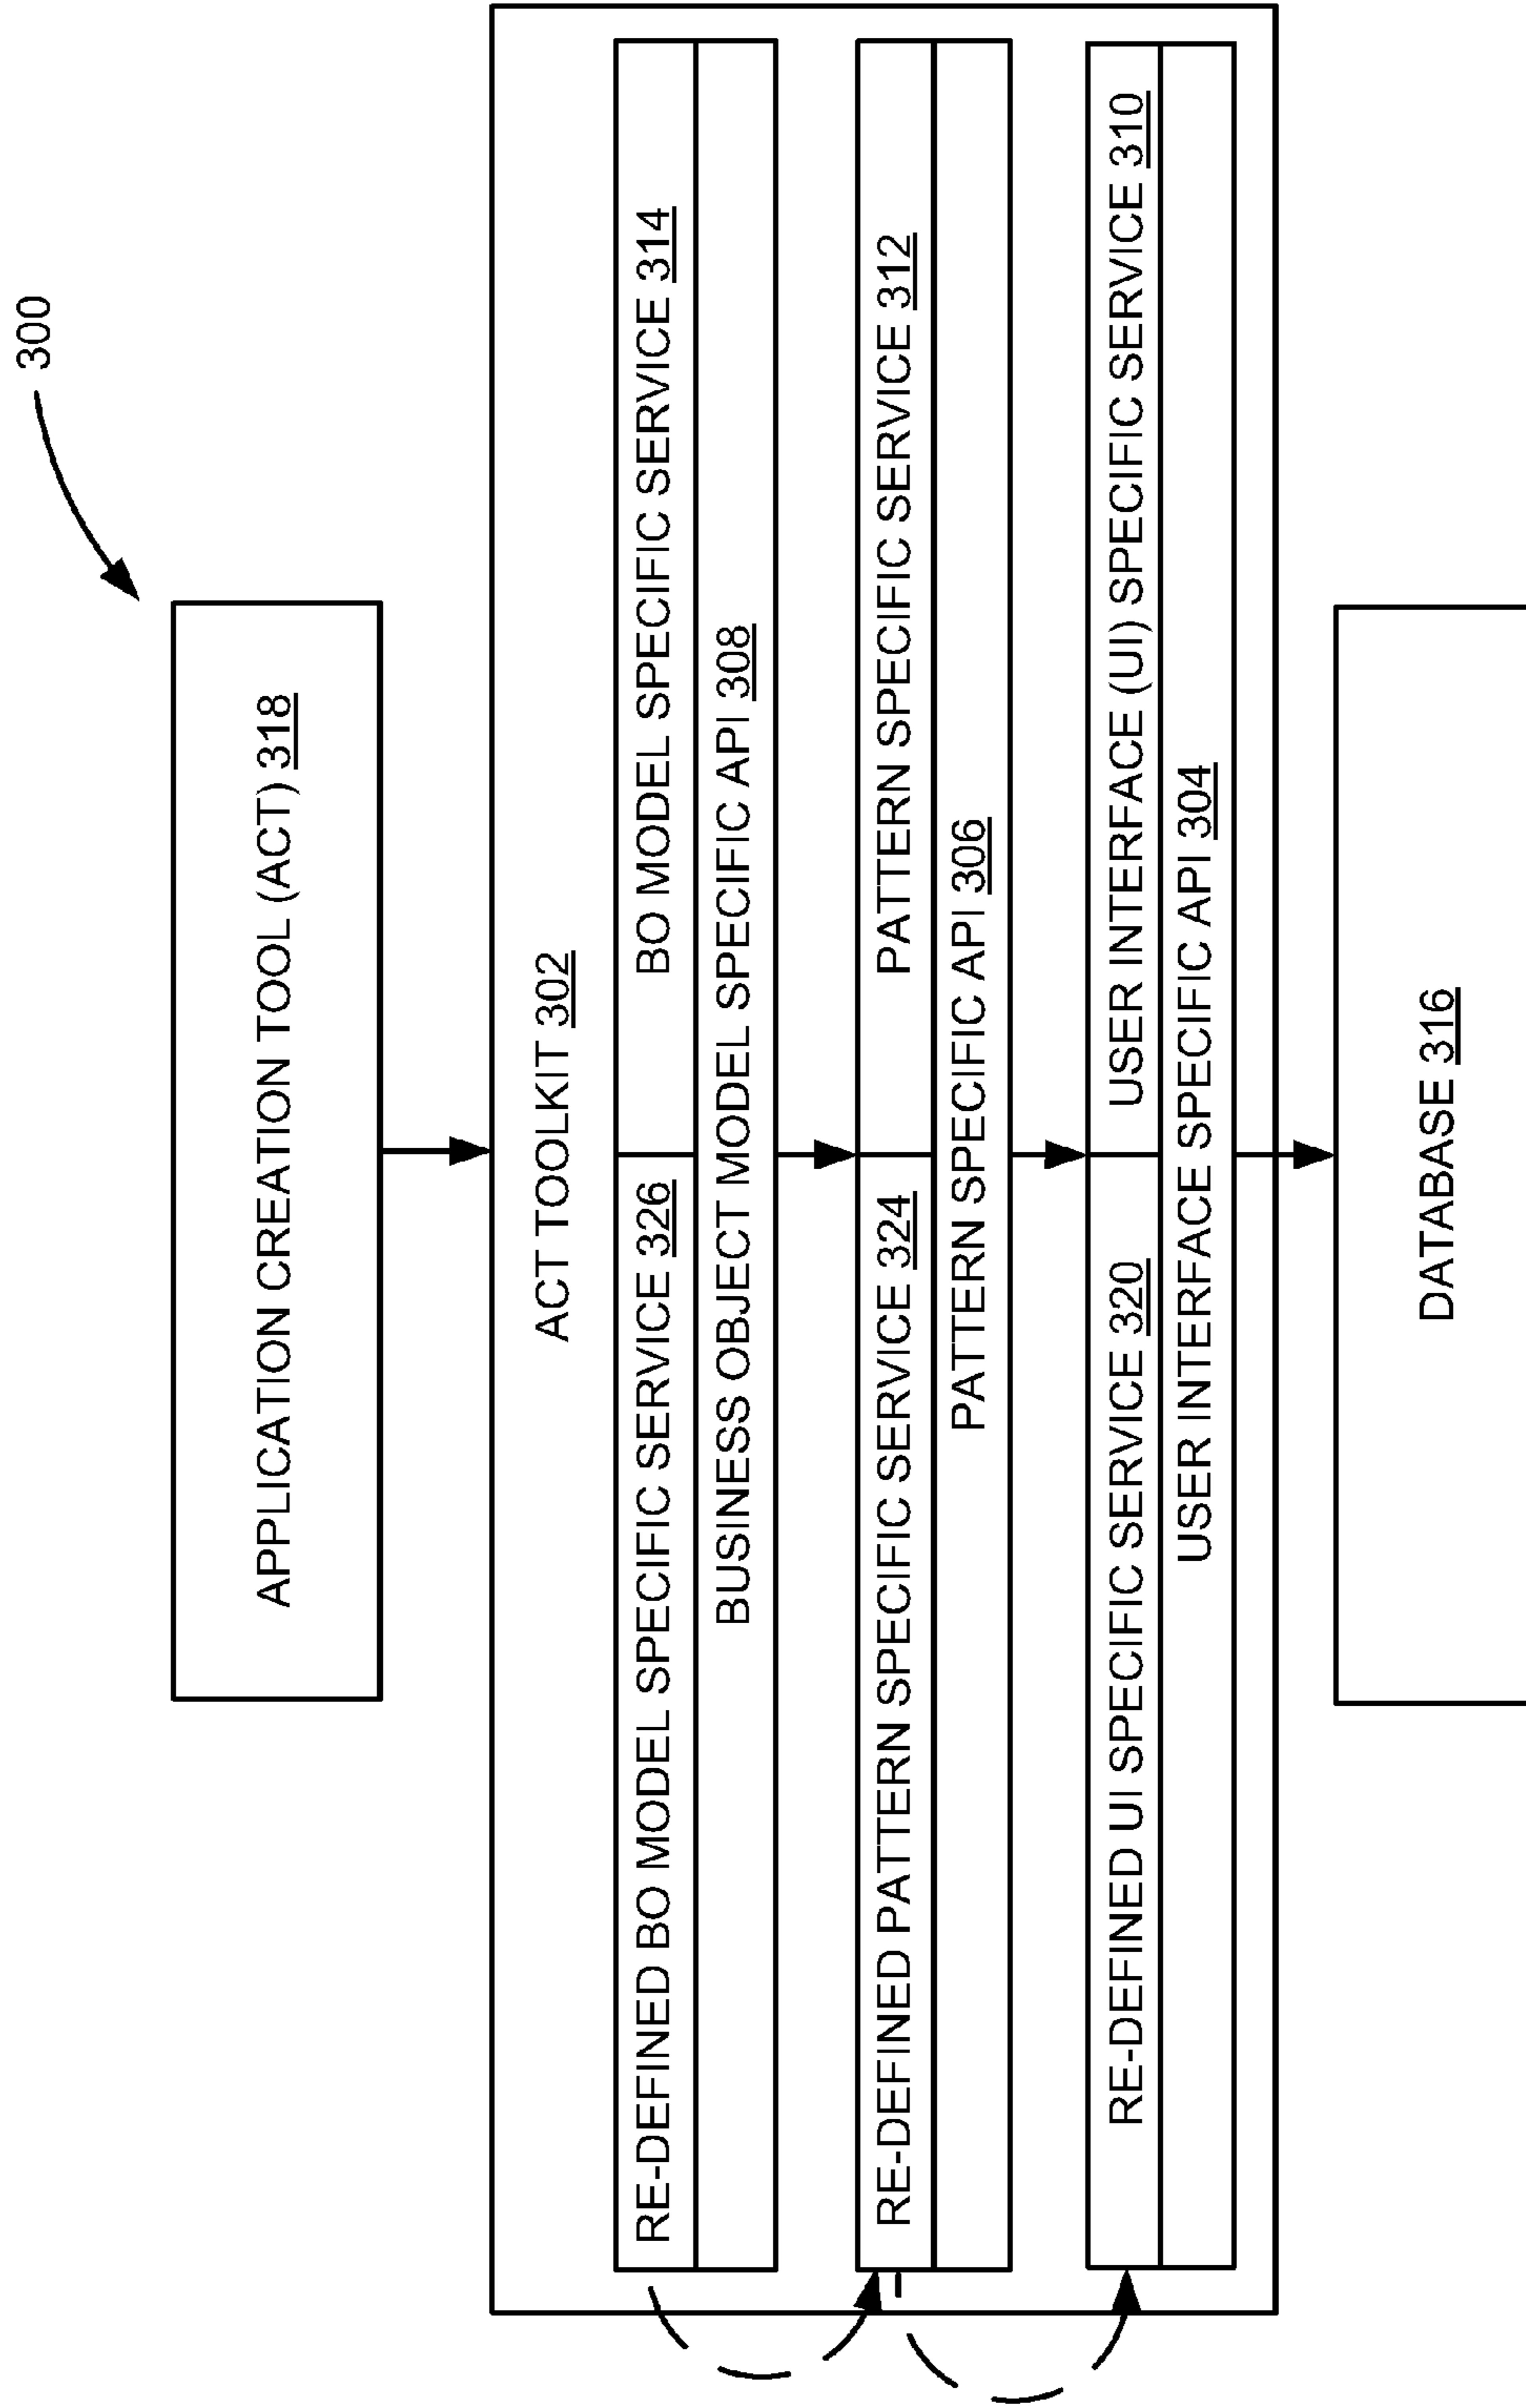 300
APPLICATION CREATION TOOL (ACT) 318
ACT TOOLKIT 302
RE-DEFINED BO MODEL SPECIFIC SERVICE 326
BO MODEL SPECIFIC SERVICE 314
BUSINESS OBJECT MODEL SPECIFIC API 308
RE-DEFINED PATTERN SPECIFIC SERVICE 324
PATTERN SPECIFIC SERVICE 312
PATTERN SPECIFIC API 306
RE-DEFINED UI SPECIFIC SERVICE 320
USER INTERFACE (UI) SPECIFIC SERVICE 310
USER INTERFACE SPECIFIC API 304
DATABASE 316